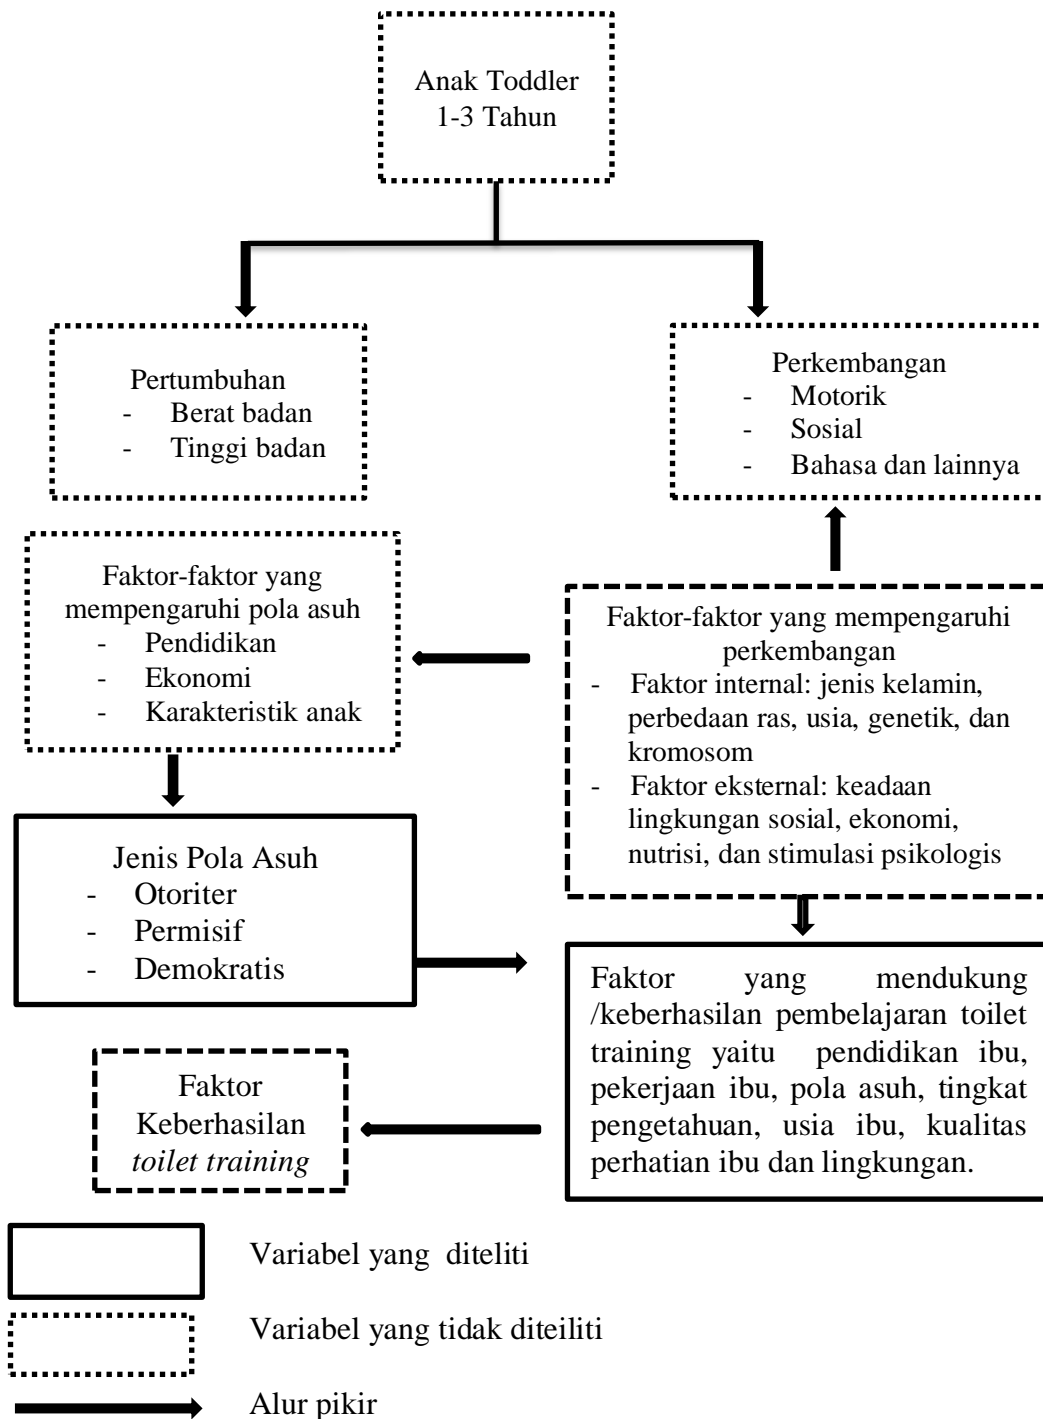 Anak Toddler
1-3 Tahun
Pertumbuhan
- Berat badan
- Tinggi badan
Perkembangan
- Motorik
- Sosial
- Bahasa dan lainnya
Faktor-faktor yang
mempengaruhi pola asuh
- Pendidikan
- Ekonomi
- Karakteristik anak
Faktor-faktor yang mempengaruhi
perkembangan
- Faktor internal: jenis kelamin,
perbedaan ras, usia, genetik, dan
kromosom
- Faktor eksternal: keadaan
lingkungan sosial, ekonomi,
nutrisi, dan stimulasi psikologis
Jenis Pola Asuh
- Otoriter
- Permisif
- Demokratis
Faktor yang mendukung
/keberhasilan pembelajaran toilet
training yaitu pendidikan ibu,
pekerjaan ibu, pola asuh, tingkat
pengetahuan, usia ibu, kualitas
perhatian ibu dan lingkungan.
Faktor
Keberhasilan
toilet training
Variabel yang diteliti
Variabel yang tidak diteiliti
Alur pikir